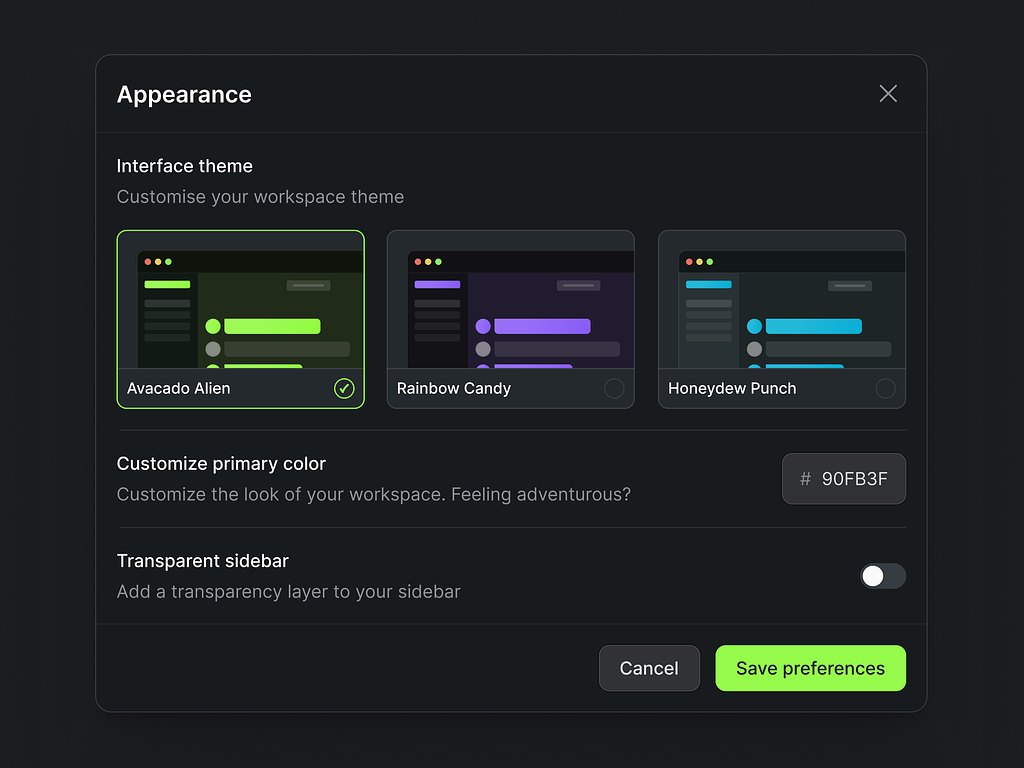 Appearance
Interface theme
Customise your workspace theme
Avacado Alien
Rainbow Candy
Honeydew Punch
Customize primary color
Customize the look of your workspace. Feeling adventurous?
# 90FB3F
Transparent sidebar
Add a transparency layer to your sidebar
Cancel
Save preferences